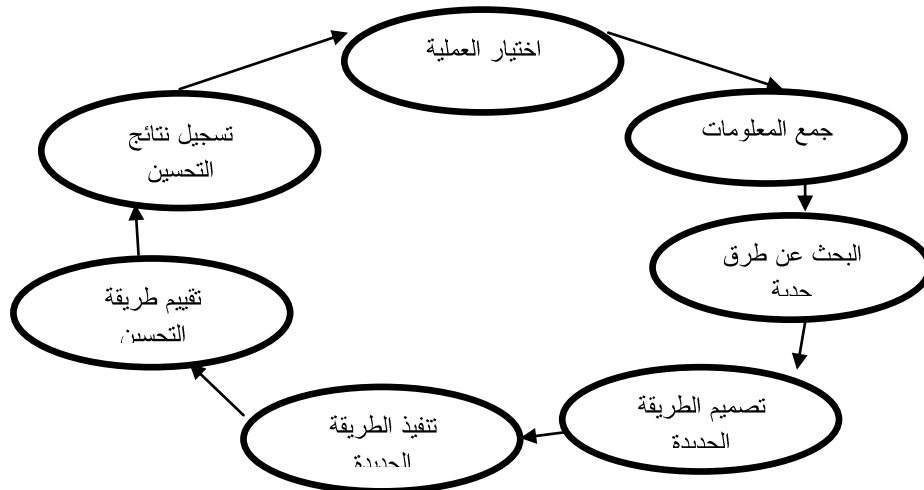 اختيار العملية
جمع المعلومات
البحث عن طرق
تصميم الطريقة
الجديدة
تنفيذ الطريقة
الجديدة
تقييم طريقة
التحسين
تسجيل نتائج
التحسين